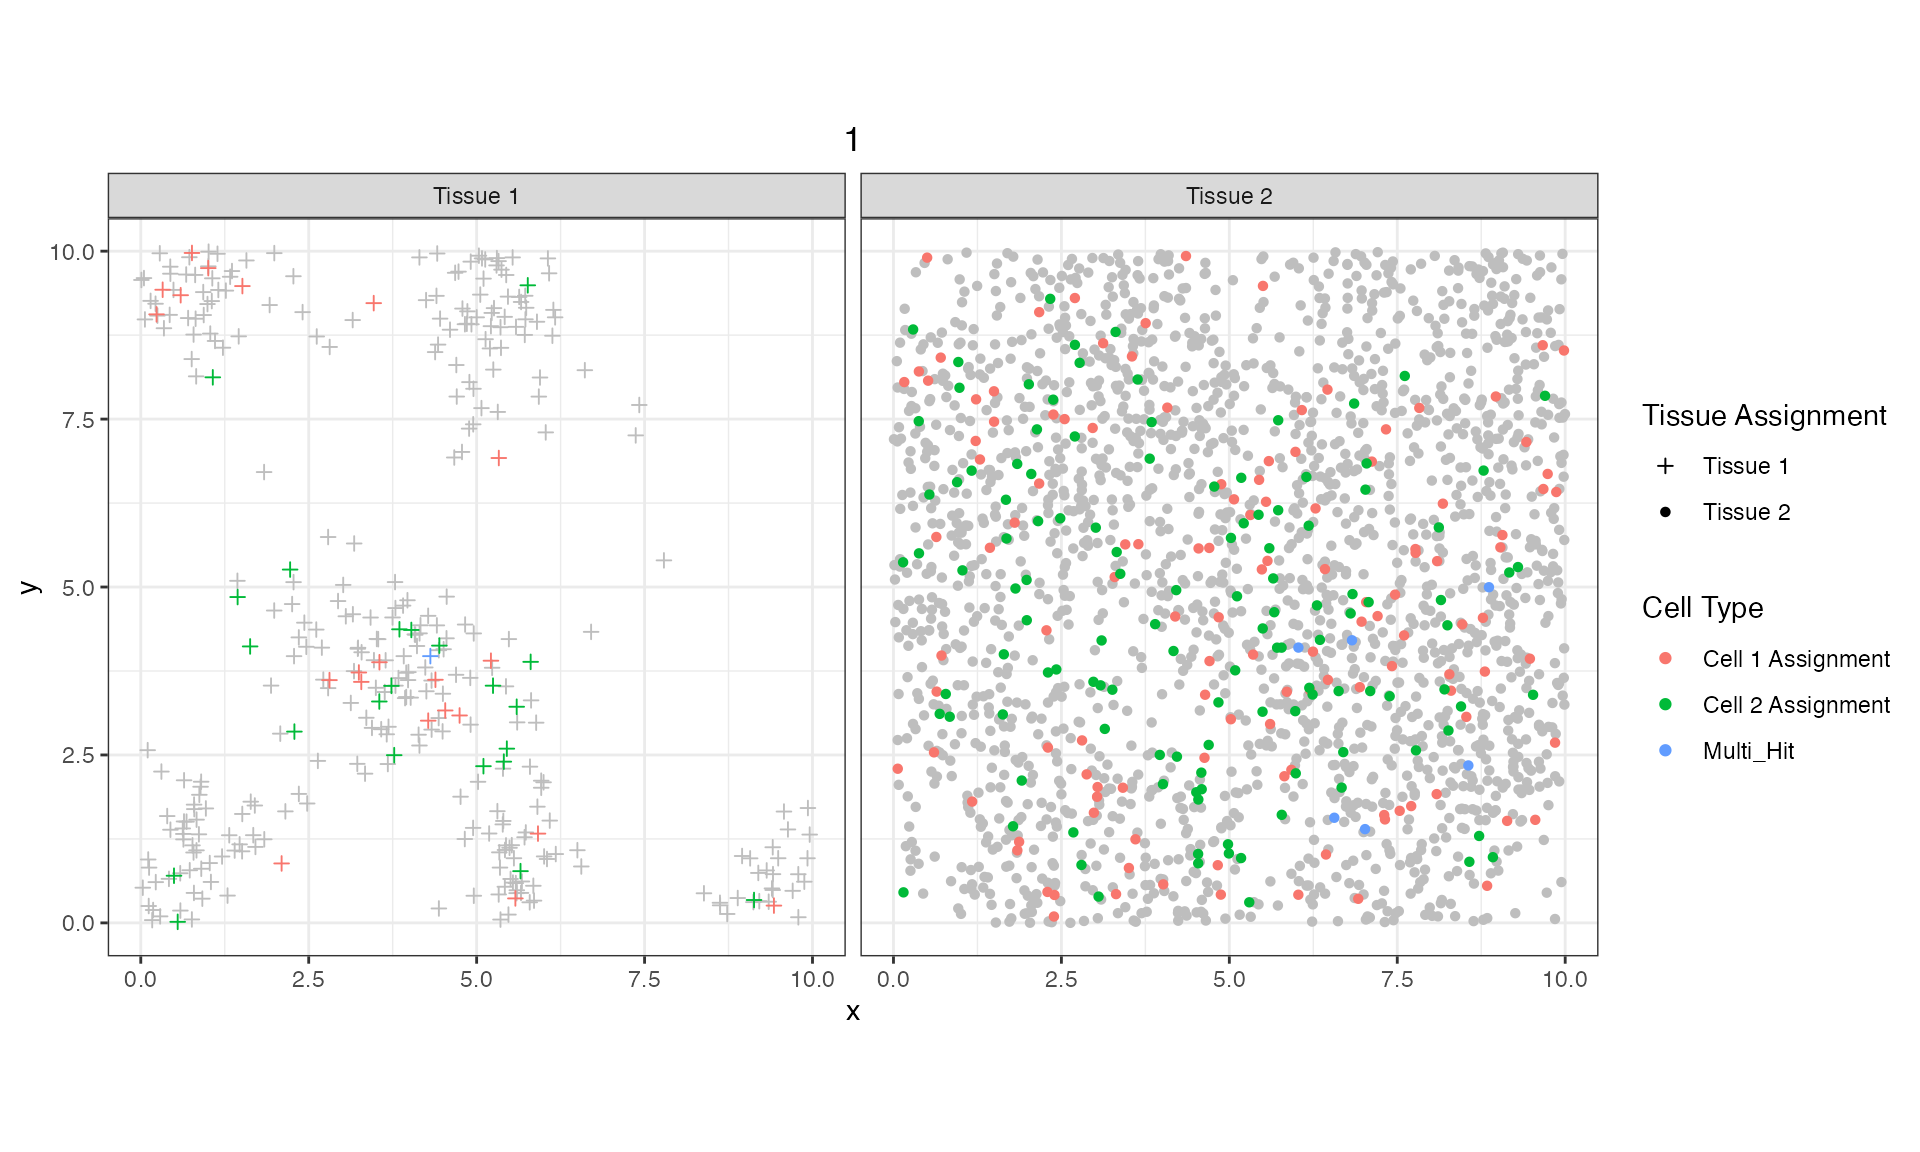 1
Tissue 1
Tissue 2
10.0
7.5
5.0
2.5
0.0
y
0.0 2.5 5.0 7.5 10.0
0.0 2.5 5.0 7.5 10.0
x
Tissue Assignment
Tissue 1
Tissue 2
Cell Type
Cell 1 Assignment
Cell 2 Assignment
Multi_Hit